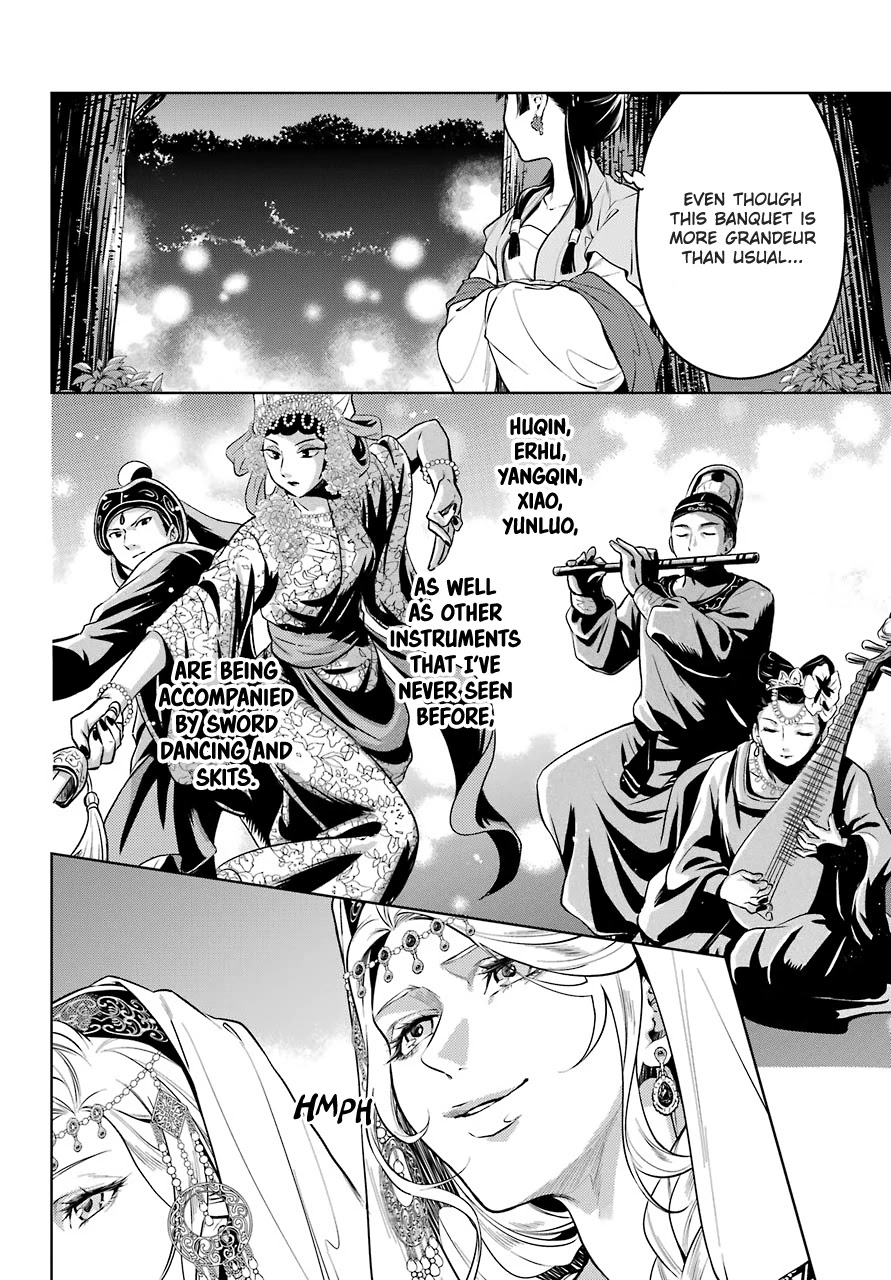 EVEN THOUGH
THIS BANQUET IS
MORE GRANDEUR
THAN USUAL...
HUQIN,
ERHU,
YANGQIN,
XIAO,
YUNLUO,
AS WELL
AS OTHER
INSTRUMENTS
THAT I'VE
NEVER SEEN
BEFORE,
ARE BEING
ACCOMPANIED
BY SWORD
DANCING AND
SKITS.
HMPH